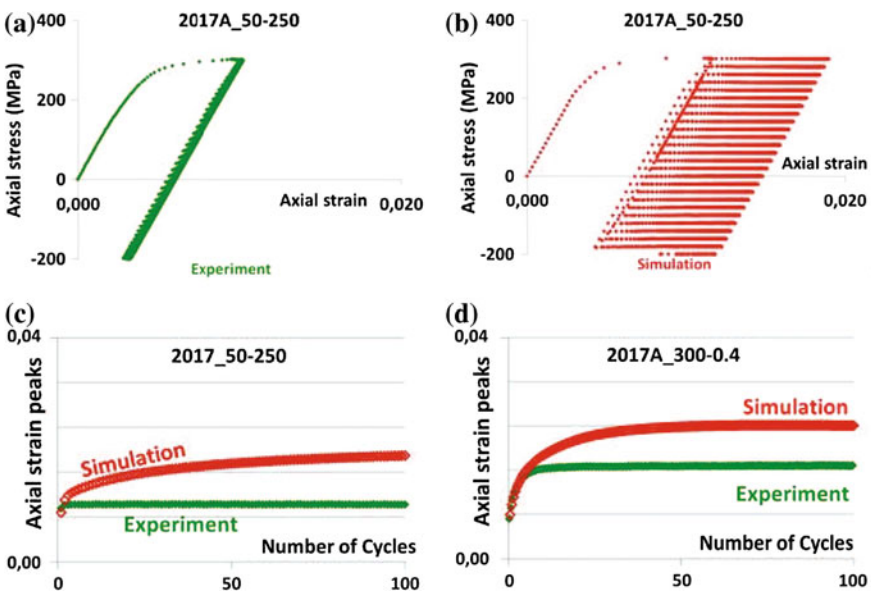 (a)
2017A_50-250
400
200
0
-200
Axial stress (MPa)
0,000
Axial strain
0,020
Experiment
(b)
2017A_50-250
400
200
0
-200
Axial stress (MPa)
Axial strain
0,000
0,020
Simulation
(c)
0,04
2017_50-250
Axial strain peaks
Simulation
Experiment
Number of Cycles
0,00
0
50
100
(d)
0,04
2017A_300-0.4
Axial strain peaks
Simulation
Experiment
Number of Cycles
0,00
0
50
100